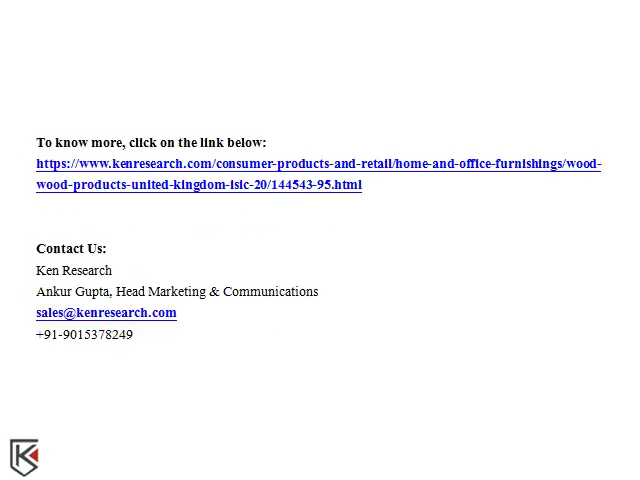 To know more, click on the link below:
https://www.kenresearch.com/consumer-products-and-retail/home-and-office-furnishings/wood-
wood-products-united-kingdom-isic-20/144543-95.html
Contact Us:
Ken Research
Ankur Gupta, Head Marketing & Communications
sales@kenresearch.com
+91-9015378249
K